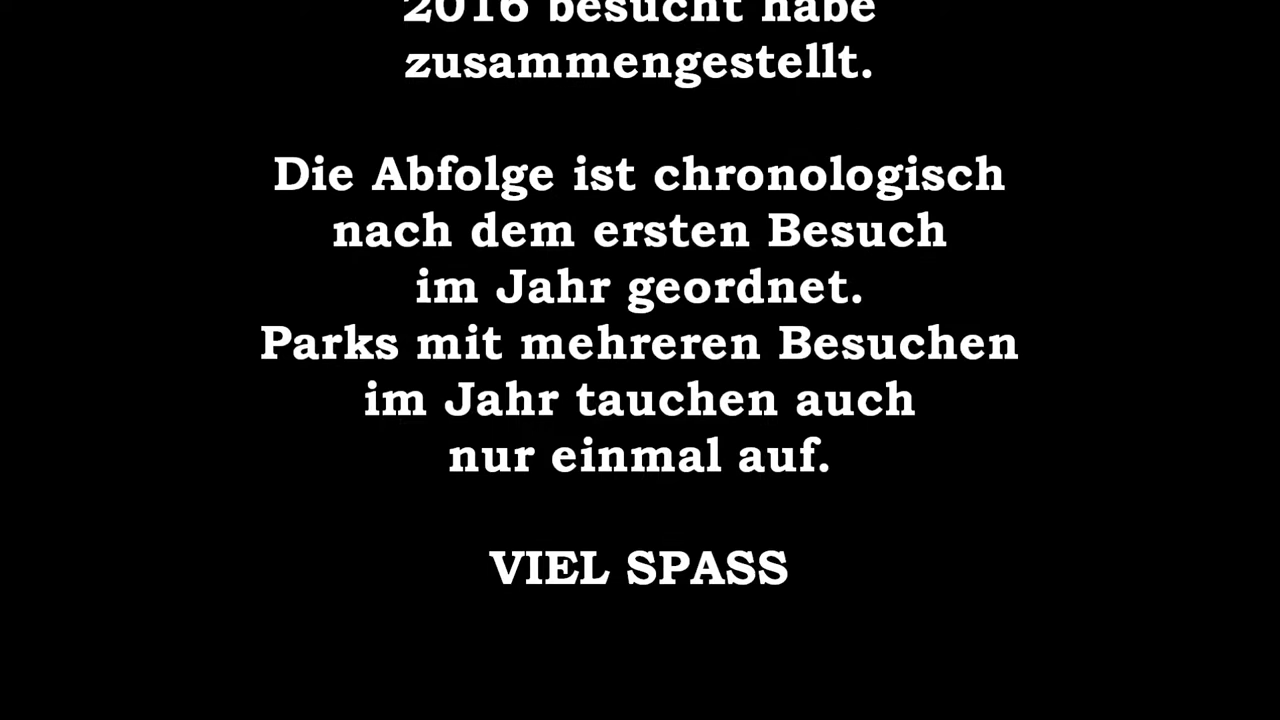 2016 besucht habe
zusammengestellt.
Die Abfolge ist chronologisch
nach dem ersten Besuch
im Jahr geordnet.
Parks mit mehreren Besuchen
im Jahr tauchen auch
nur einmal auf.
VIEL SPASS